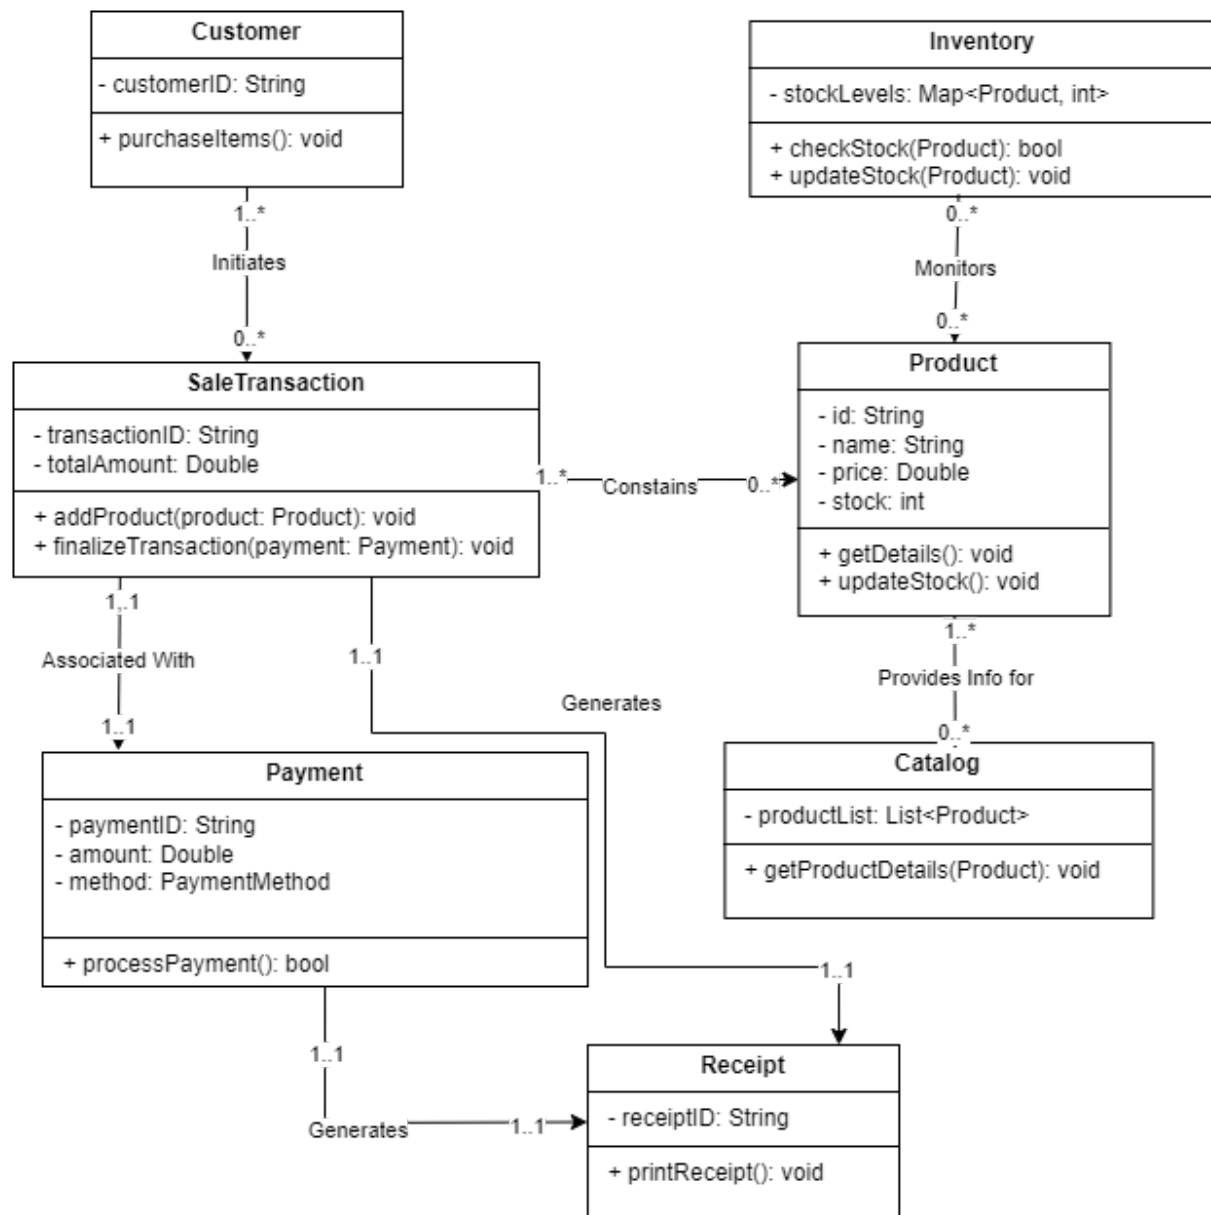 Customer
- customerID: String
+ purchaseItems(): void
1..*
Initiates
0..*
Inventory
- stockLevels: Map<Product, int>
+ checkStock(Product): bool
+ updateStock(Product): void
0..*
Monitors
0..*
SaleTransaction
- transactionID: String
- totalAmount: Double
+ addProduct(product: Product): void
+ finalizeTransaction(payment: Payment): void
1..*
Constains
0..*
Product
- id: String
- name: String
- price: Double
- stock: int
+ getDetails(): void
+ updateStock(): void
1..1
Associated With
1..1
1..1
Generates
1..1
1..*
Provides Info for
0..*
Catalog
- productList: List<Product>
+ getProductDetails(Product): void
Payment
- paymentID: String
- amount: Double
- method: PaymentMethod
+ processPayment(): bool
1..1
Generates
1..1
Receipt
- receiptID: String
+ printReceipt(): void